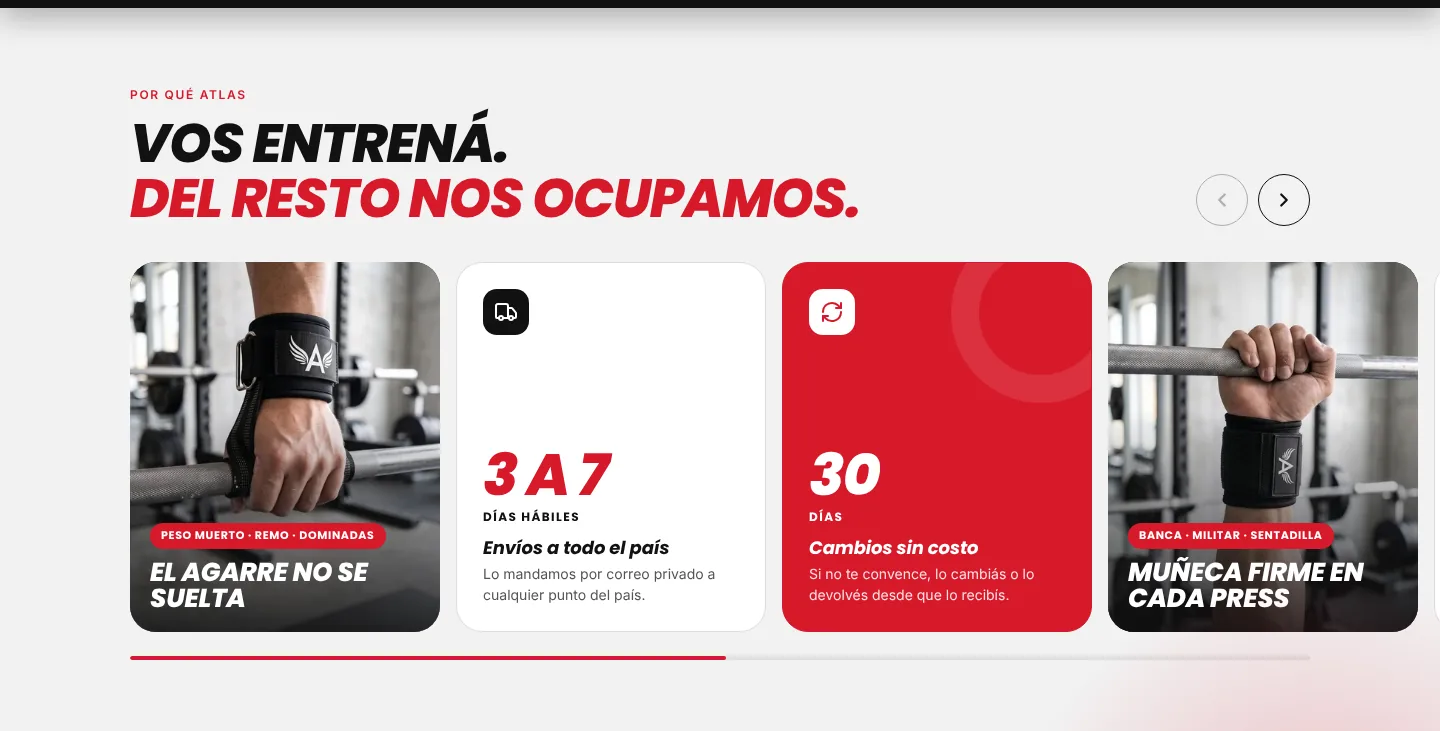 POR QUÉ ATLAS
VOS ENTRENÁ.
DEL RESTO NOS OCUPAMOS.
PESO MUERTO · REMO · DOMINADAS
EL AGARRE NO SE
SUELTA
3 A 7
DÍAS HÁBILES
Envíos a todo el país
Lo mandamos por correo privado a
cualquier punto del país.
30
DÍAS
Cambios sin costo
Si no te convence, lo cambiás o lo
devolvés desde que lo recibís.
BANCA · MILITAR · SENTADILLA
MUÑECA FIRME EN
CADA PRESS